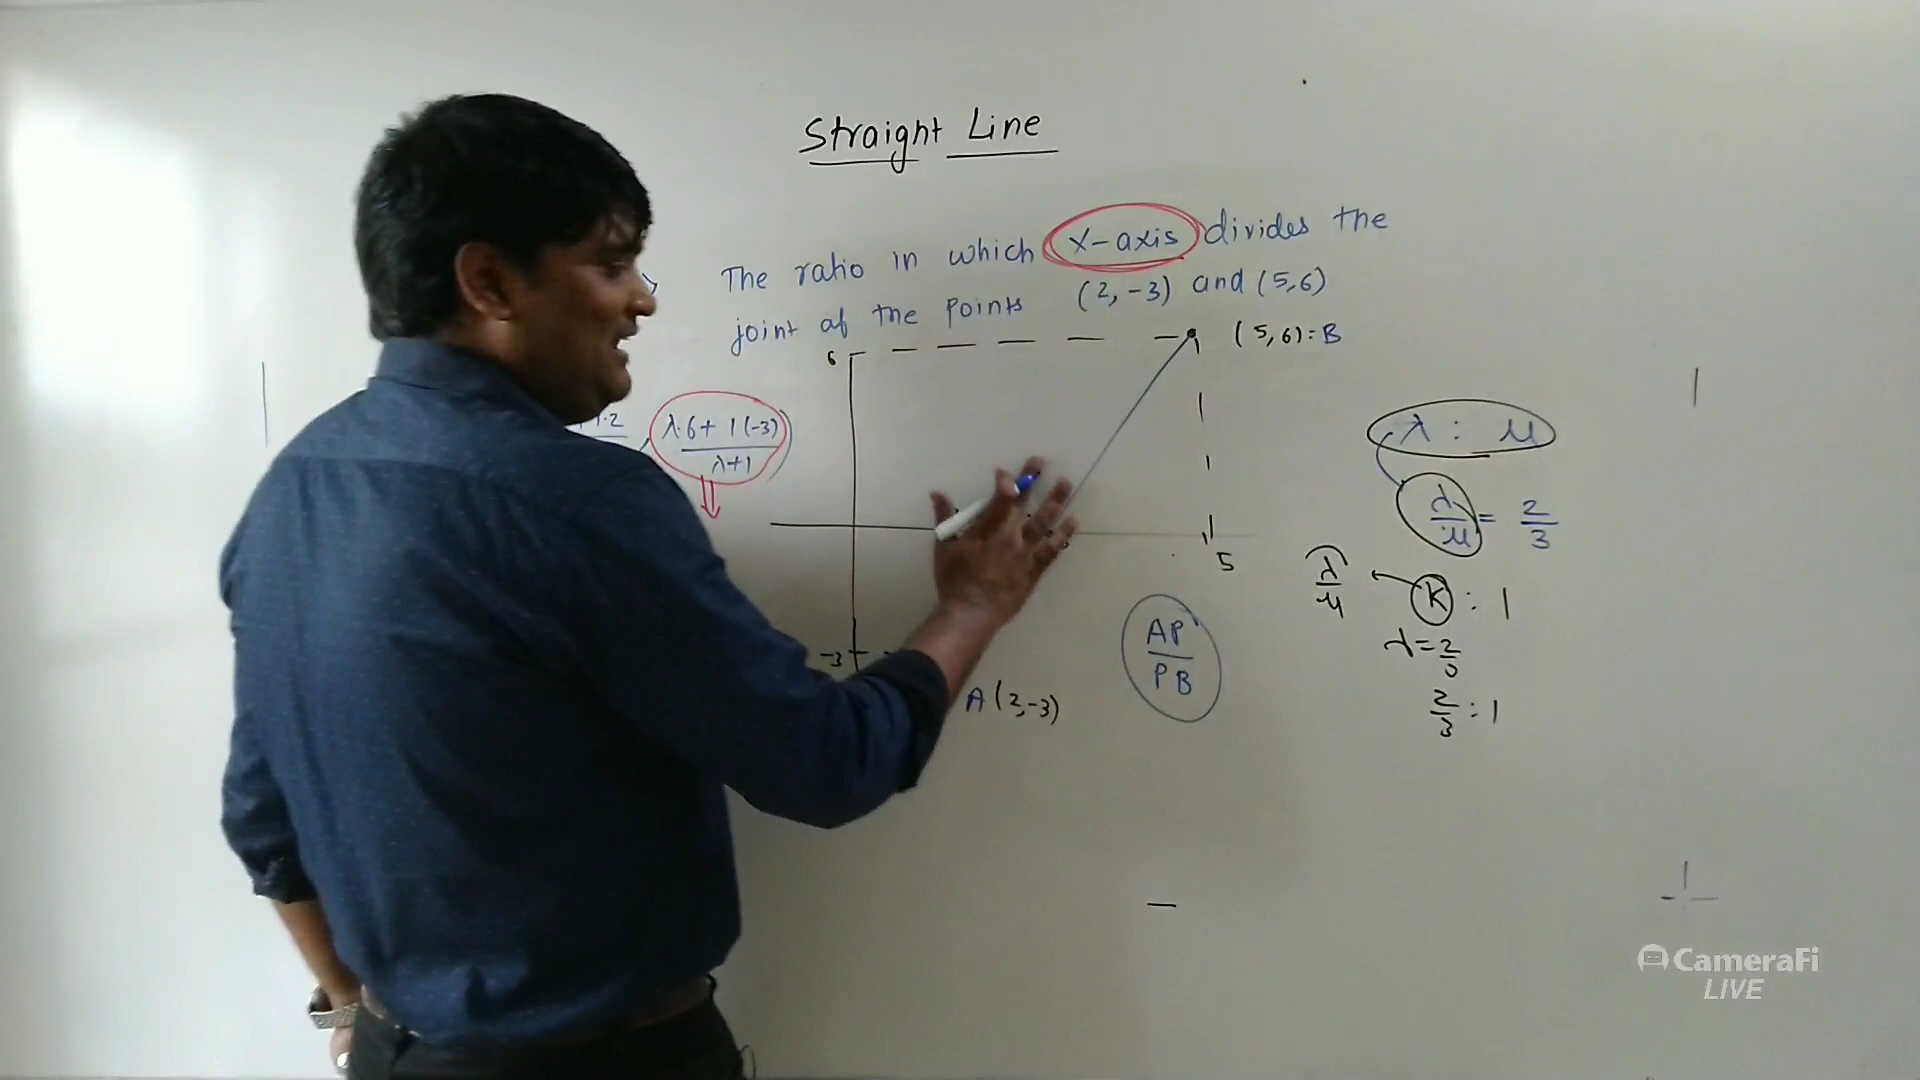 Straight Line
The ratio in which X-axis divides the
joint of the points (2, -3) and (5,6)
6
(5,6):B
1·2
, λ·6+1(-3)
λ+1
λ : μ
λ/μ = 2/3
5
λ/μ
K : 1
AP/PB
-3
A(2,-3)
2/3 : 1
CameraFi
LIVE